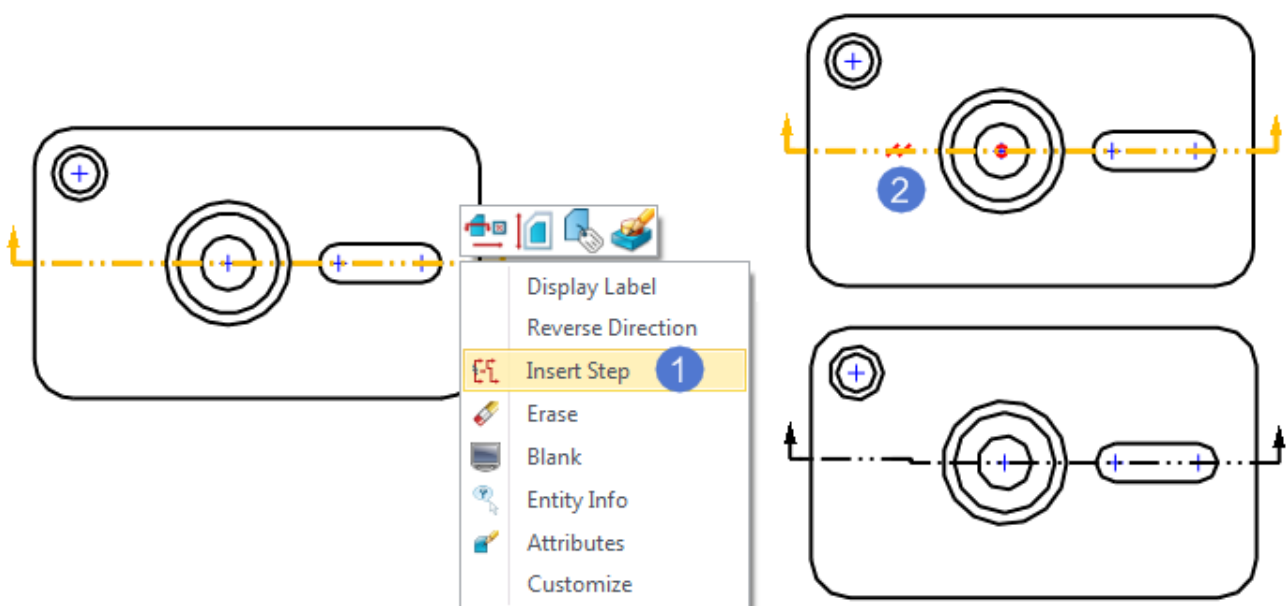 Display Label
Reverse Direction
Insert Step 1
Erase
Blank
Entity Info
Attributes
Customize
2